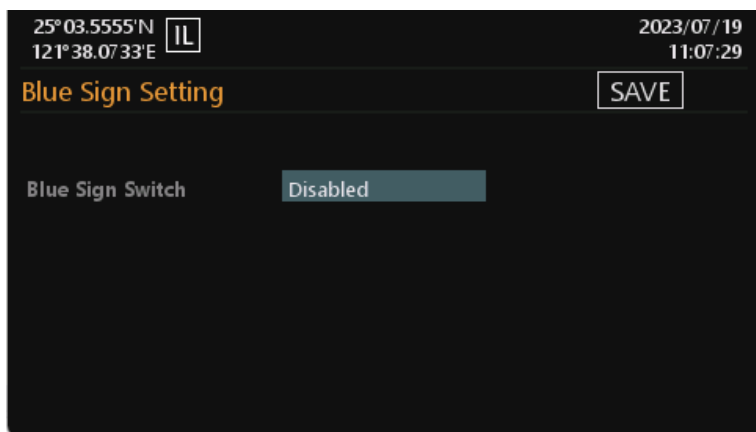 25°03.5555'N IL 2023/07/19
121°38.0733'E 11:07:29
Blue Sign Setting SAVE
Blue Sign Switch Disabled